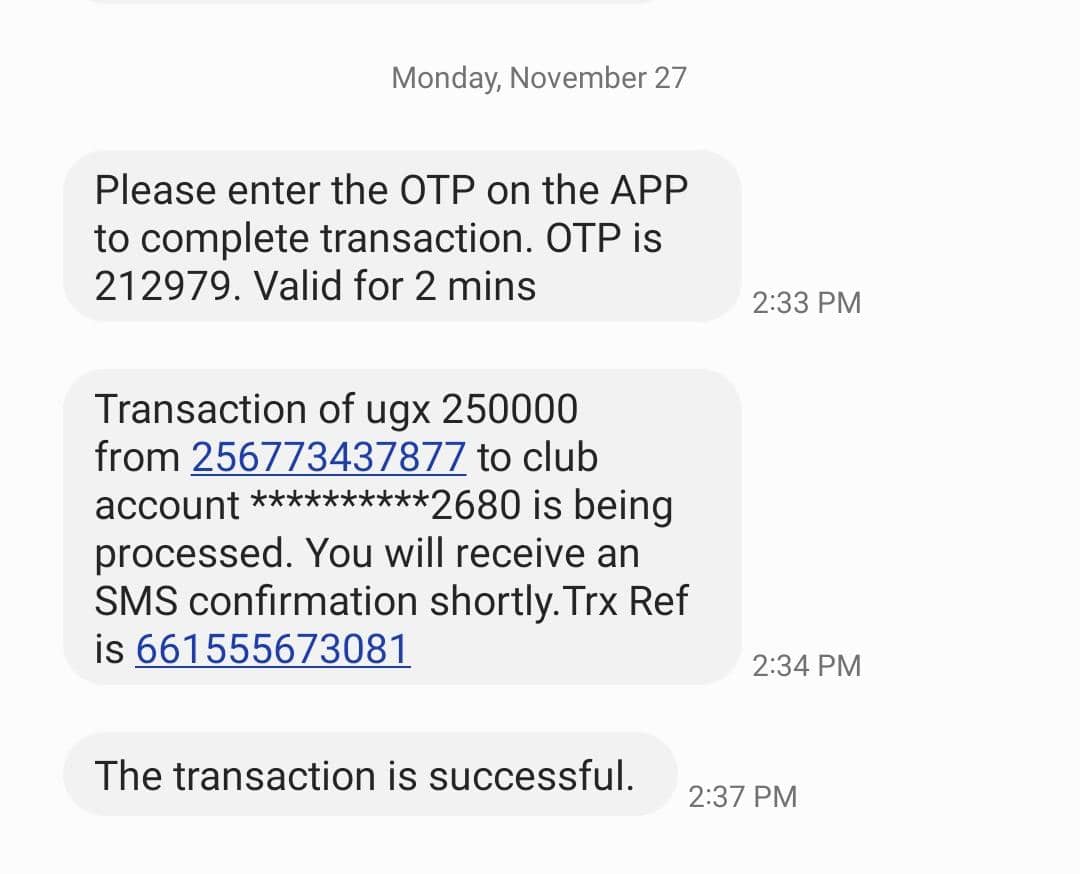 Monday, November 27
Please enter the OTP on the APP
to complete transaction. OTP is
212979. Valid for 2 mins
2:33 PM
Transaction of ugx 250000
from 256773437877 to club
account **********2680 is being
processed. You will receive an
SMS confirmation shortly.Trx Ref
is 661555673081
2:34 PM
The transaction is successful.
2:37 PM